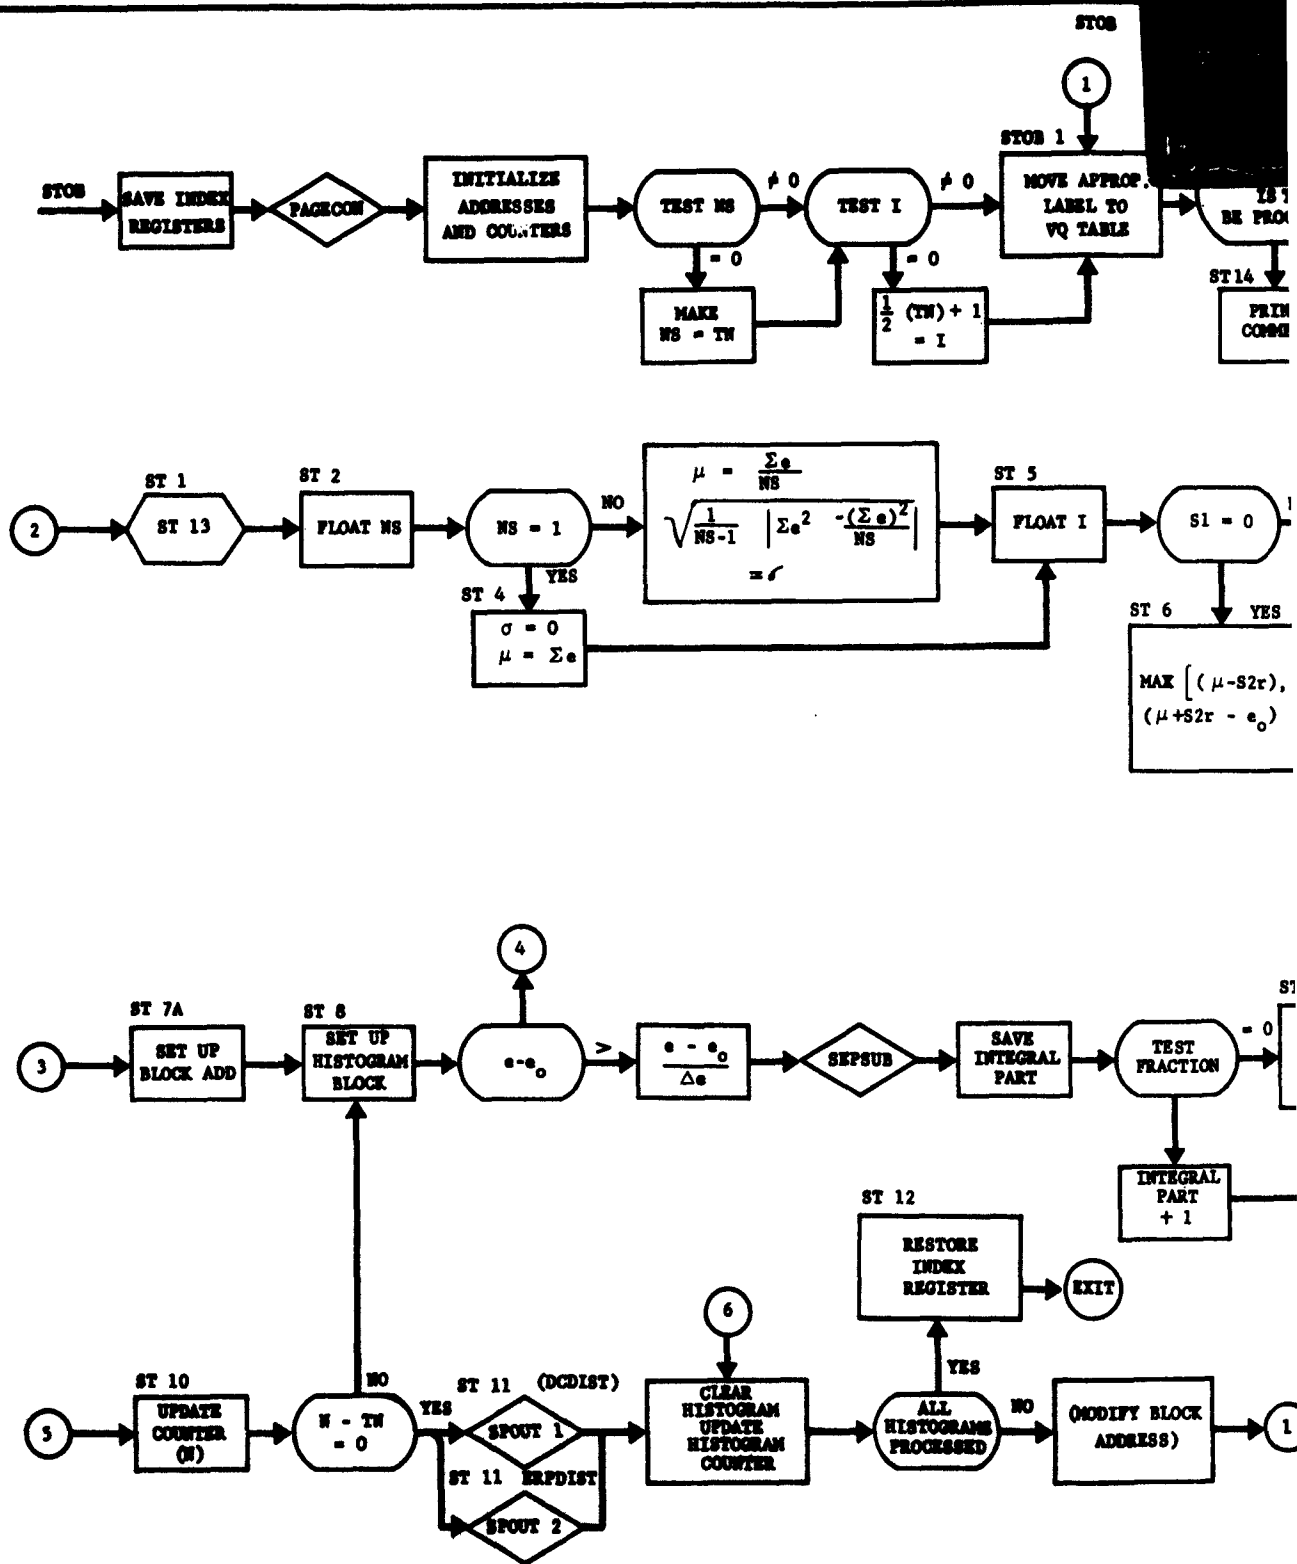 STOB
1
STOB
SAVE INDEX
REGISTERS
PAGECON
INITIALIZE
ADDRESSES
AND COUNTERS
TEST NS
≠ 0
= 0
MAKE
NS = TN
TEST I
≠ 0
= 0
1/2 (TN) + 1
= I
STOB 1
MOVE APPROP.
LABEL TO
VQ TABLE
BE
ST 14
2
ST 1
ST 13
ST 2
FLOAT NS
NS = 1
NO
YES
μ = Σe / NS
√ 1/NS-1 |Σe² -(Σe)²/NS|
= σ
ST 4
σ = 0
μ = Σe
ST 5
FLOAT I
S1 = 0
YES
ST 6
MAX [(μ-S2r),
(μ+S2r - e₀)
3
ST 7A
SET UP
BLOCK ADD
ST 8
SET UP
HISTOGRAM
BLOCK
4
e-e₀
>
e - e₀
Δe
SEPSUB
SAVE
INTEGRAL
PART
TEST
FRACTION
= 0
INTEGRAL
PART
+ 1
5
ST 10
UPDATE
COUNTER
(N)
N - TN
= 0
NO
YES
ST 11 (DCDIST)
SPOUT 1
ST 11 ERPDIST
SPOUT 2
6
CLEAR
HISTOGRAM
UPDATE
HISTOGRAM
COUNTER
ALL
HISTOGRAMS
PROCESSED
YES
NO
ST 12
RESTORE
INDEX
REGISTER
EXIT
(MODIFY BLOCK
ADDRESS)
1